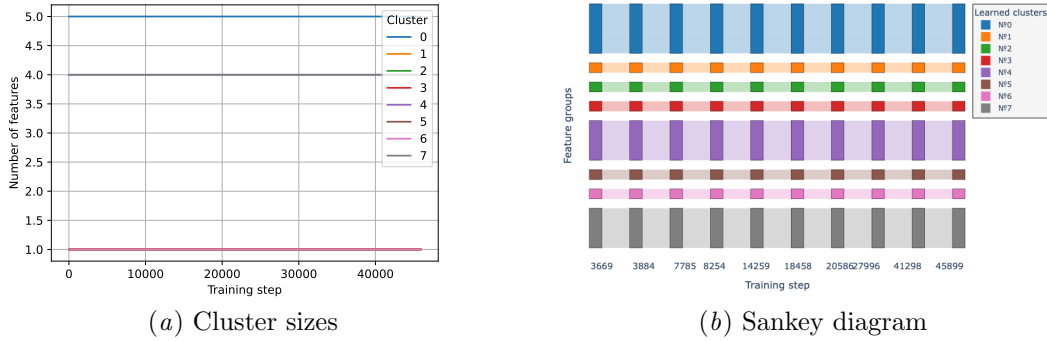 Number of features
5.0
4.5
4.0
3.5
3.0
2.5
2.0
1.5
1.0
0 10000 20000 30000 40000
Training step
Cluster
0
1
2
3
4
5
6
7
(a) Cluster sizes
Feature groups
3669 3884 7785 8254 14259 18458 20586 27996 41298 45899
Training step
Learned clusters
№0
№1
№2
№3
№4
№5
№6
№7
(b) Sankey diagram